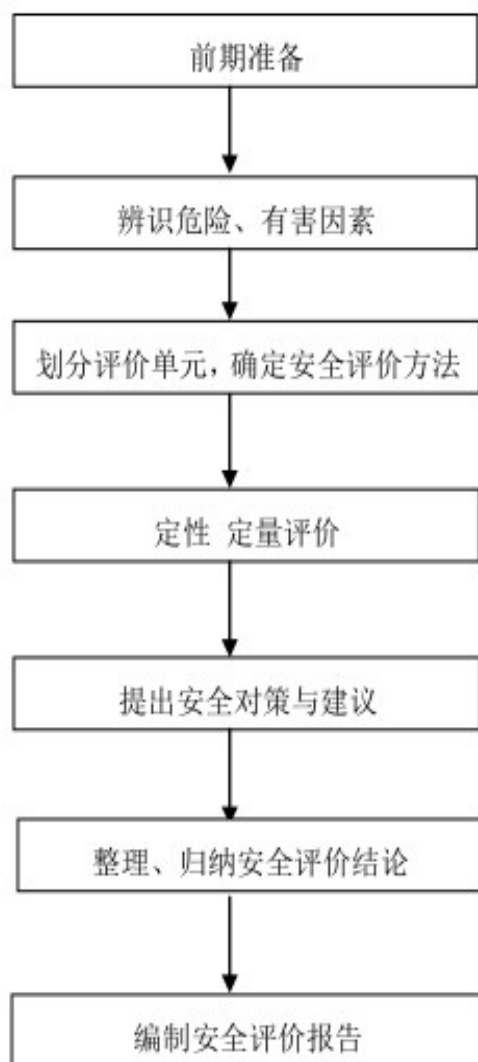 前期准备
辨识危险、有害因素
划分评价单元，确定安全评价方法
定性 定量评价
提出安全对策与建议
整理、归纳安全评价结论
编制安全评价报告